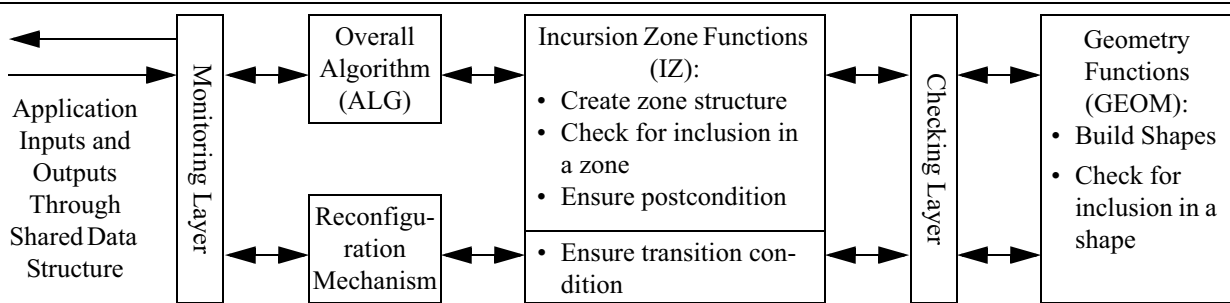 Application
Inputs and
Outputs
Through
Shared Data
Structure
Monitoring Layer
Overall
Algorithm
(ALG)
Reconfigu-
ration
Mechanism
Incursion Zone Functions
(IZ):
• Create zone structure
• Check for inclusion in
a zone
• Ensure postcondition
• Ensure transition con-
dition
Checking Layer
Geometry
Functions
(GEOM):
• Build Shapes
• Check for
inclusion in a
shape